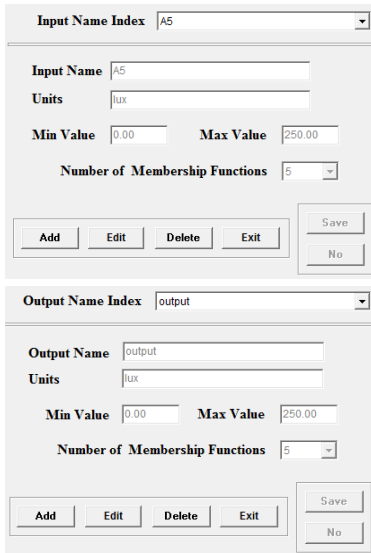 Input Name Index A5
Input Name A5
Units lux
Min Value 0.00 Max Value 250.00
Number of Membership Functions 5
Add Edit Delete Exit Save
No
Output Name Index output
Output Name output
Units lux
Min Value 0.00 Max Value 250.00
Number of Membership Functions 5
Add Edit Delete Exit Save
No